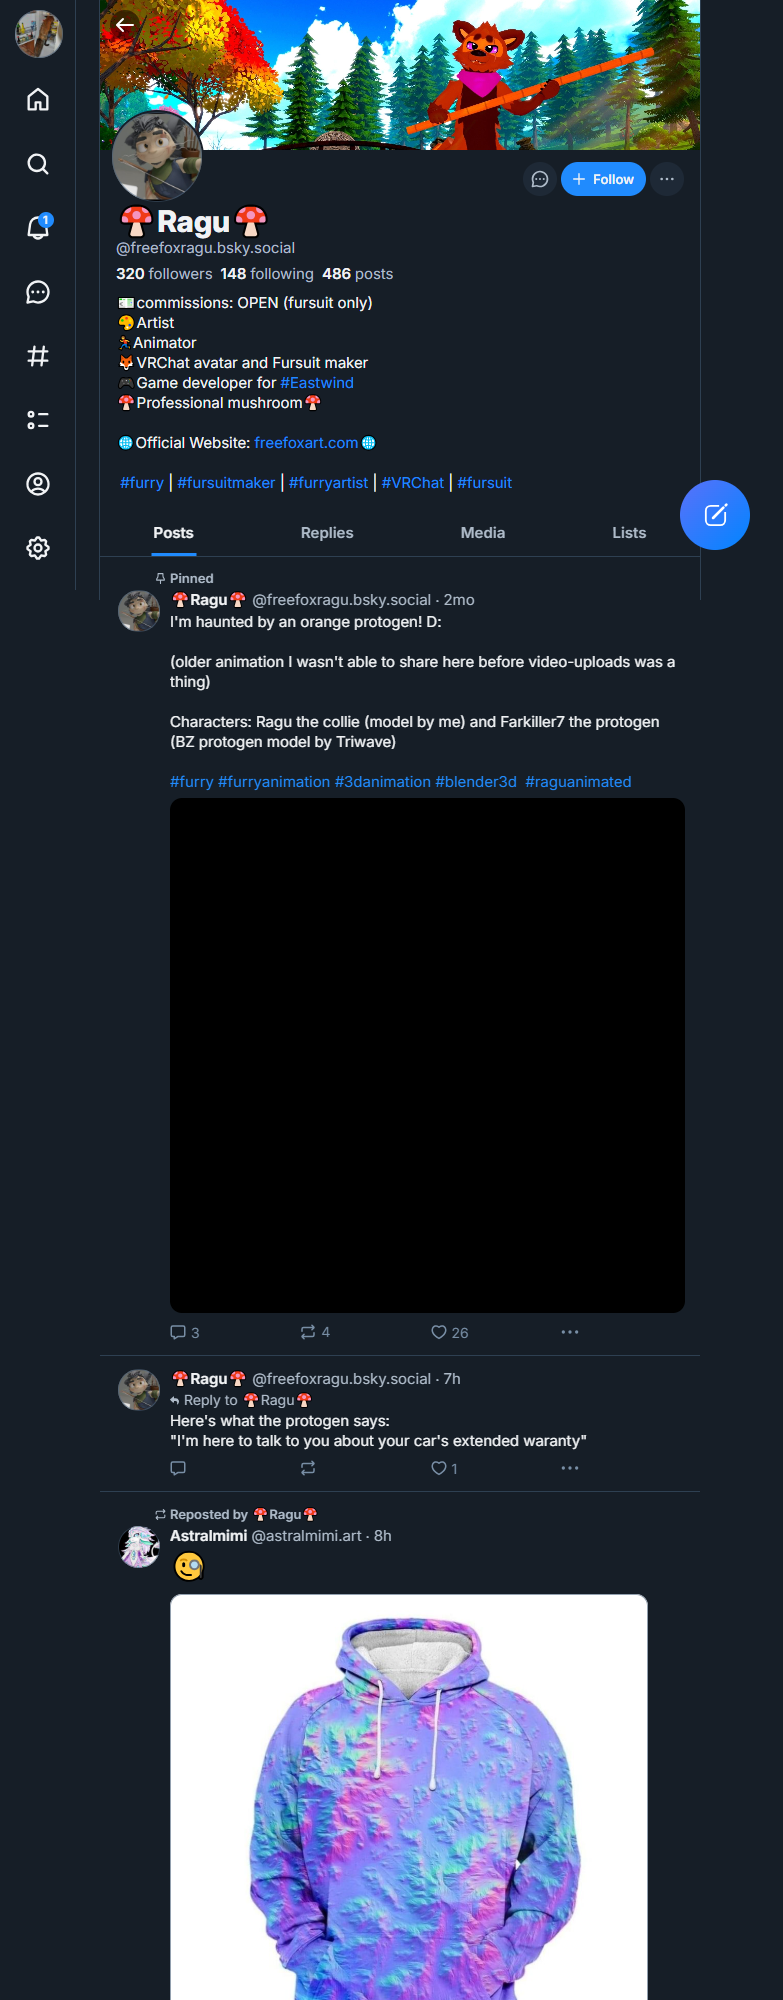 1
Follow
🍄Ragu🍄
@freefoxragu.bsky.social
320 followers 148 following 486 posts
💵commissions: OPEN (fursuit only)
🎨Artist
🏃Animator
🦊VRChat avatar and Fursuit maker
🎮Game developer for #Eastwind
🍄Professional mushroom🍄
🌐Official Website: freefoxart.com🌐
#furry | #fursuitmaker | #furryartist | #VRChat | #fursuit
Posts Replies Media Lists
Pinned
🍄Ragu🍄 @freefoxragu.bsky.social · 2mo
I'm haunted by an orange protogen! D:
(older animation I wasn't able to share here before video-uploads was a
thing)
Characters: Ragu the collie (model by me) and Farkiller7 the protogen
(BZ protogen model by Triwave)
#furry #furryanimation #3danimation #blender3d #raguanimated
3 4 26
🍄Ragu🍄 @freefoxragu.bsky.social · 7h
Reply to 🍄Ragu🍄
Here's what the protogen says:
"I'm here to talk to you about your car's extended waranty"
1
Reposted by 🍄Ragu🍄
Astralmimi @astralmimi.art · 8h
🧐